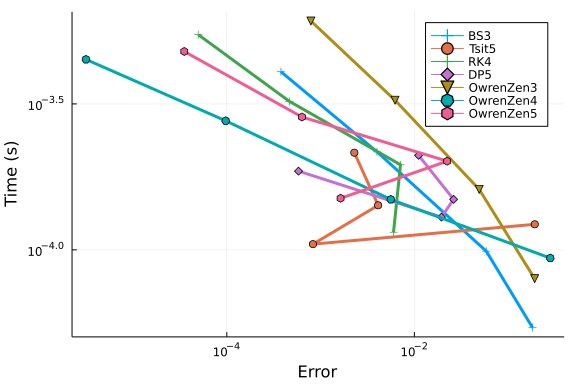 BS3
Tsit5
RK4
DP5
OwrenZen3
OwrenZen4
OwrenZen5
Time (s)
10⁻³·⁵
10⁻⁴·⁰
10⁻⁴
10⁻²
Error